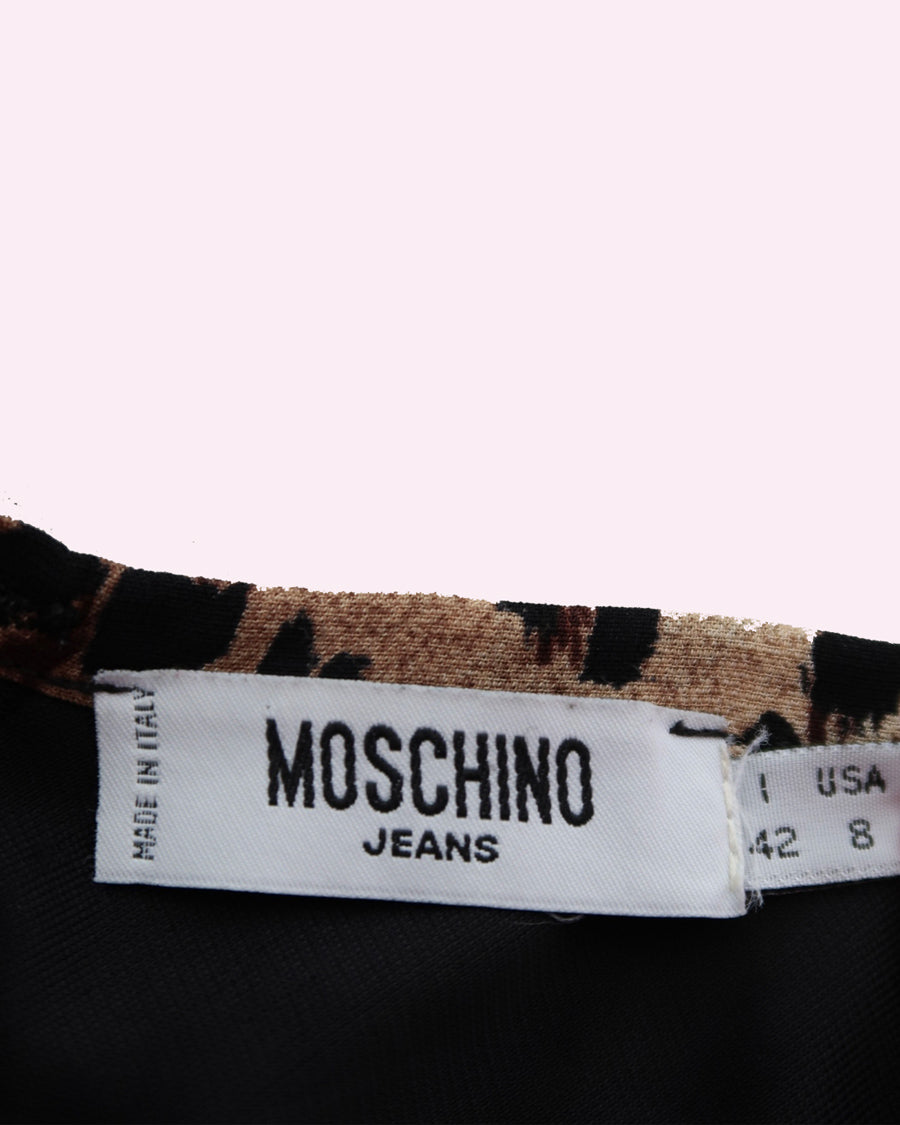 MADE IN ITALY
MOSCHINO
JEANS
I USA
42 8